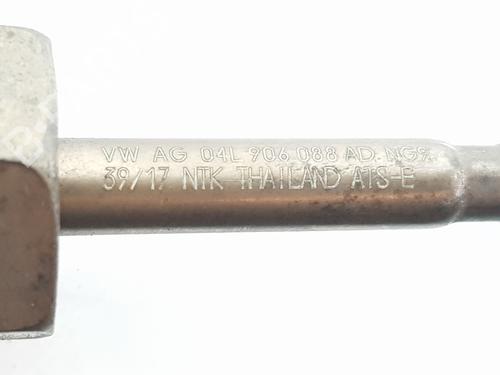 VW AG 04L 906 088 AD NG9
39/17 NTK THAILAND ATS-E